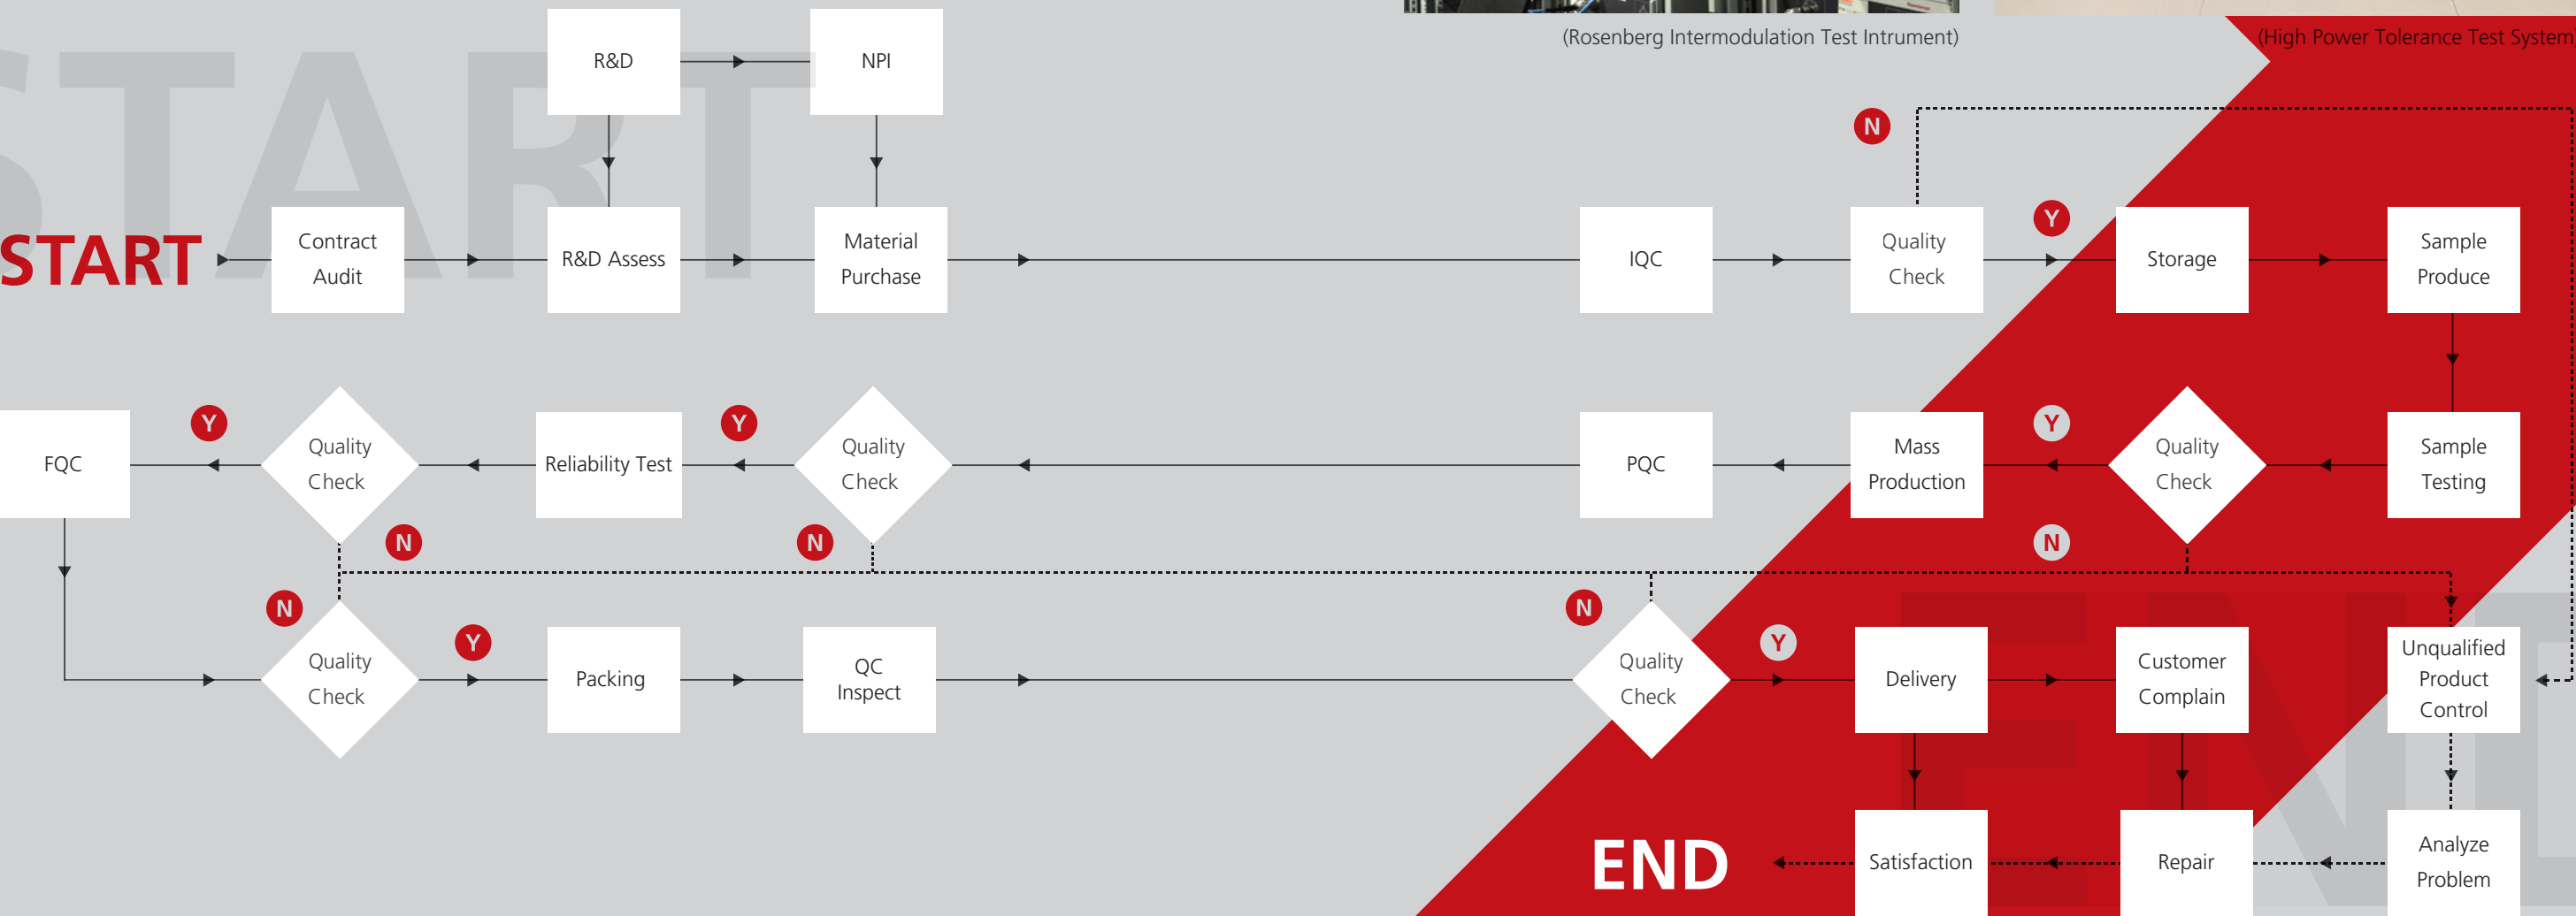 (Rosenberg Intermodulation Test Intrument)
(High Power Tolerance Test System)
START
R&D
NPI
N
START
Contract
Audit
R&D Assess
Material
Purchase
IQC
Quality
Check
Y
Storage
Sample
Produce
FQC
Y
Quality
Check
Reliability Test
Y
Quality
Check
PQC
Mass
Production
Y
Quality
Check
Sample
Testing
N
N
N
N
Quality
Check
Y
Packing
QC
Inspect
N
Quality
Check
Y
Delivery
Customer
Complain
Unqualified
Product
Control
END
END
Satisfaction
Repair
Analyze
Problem